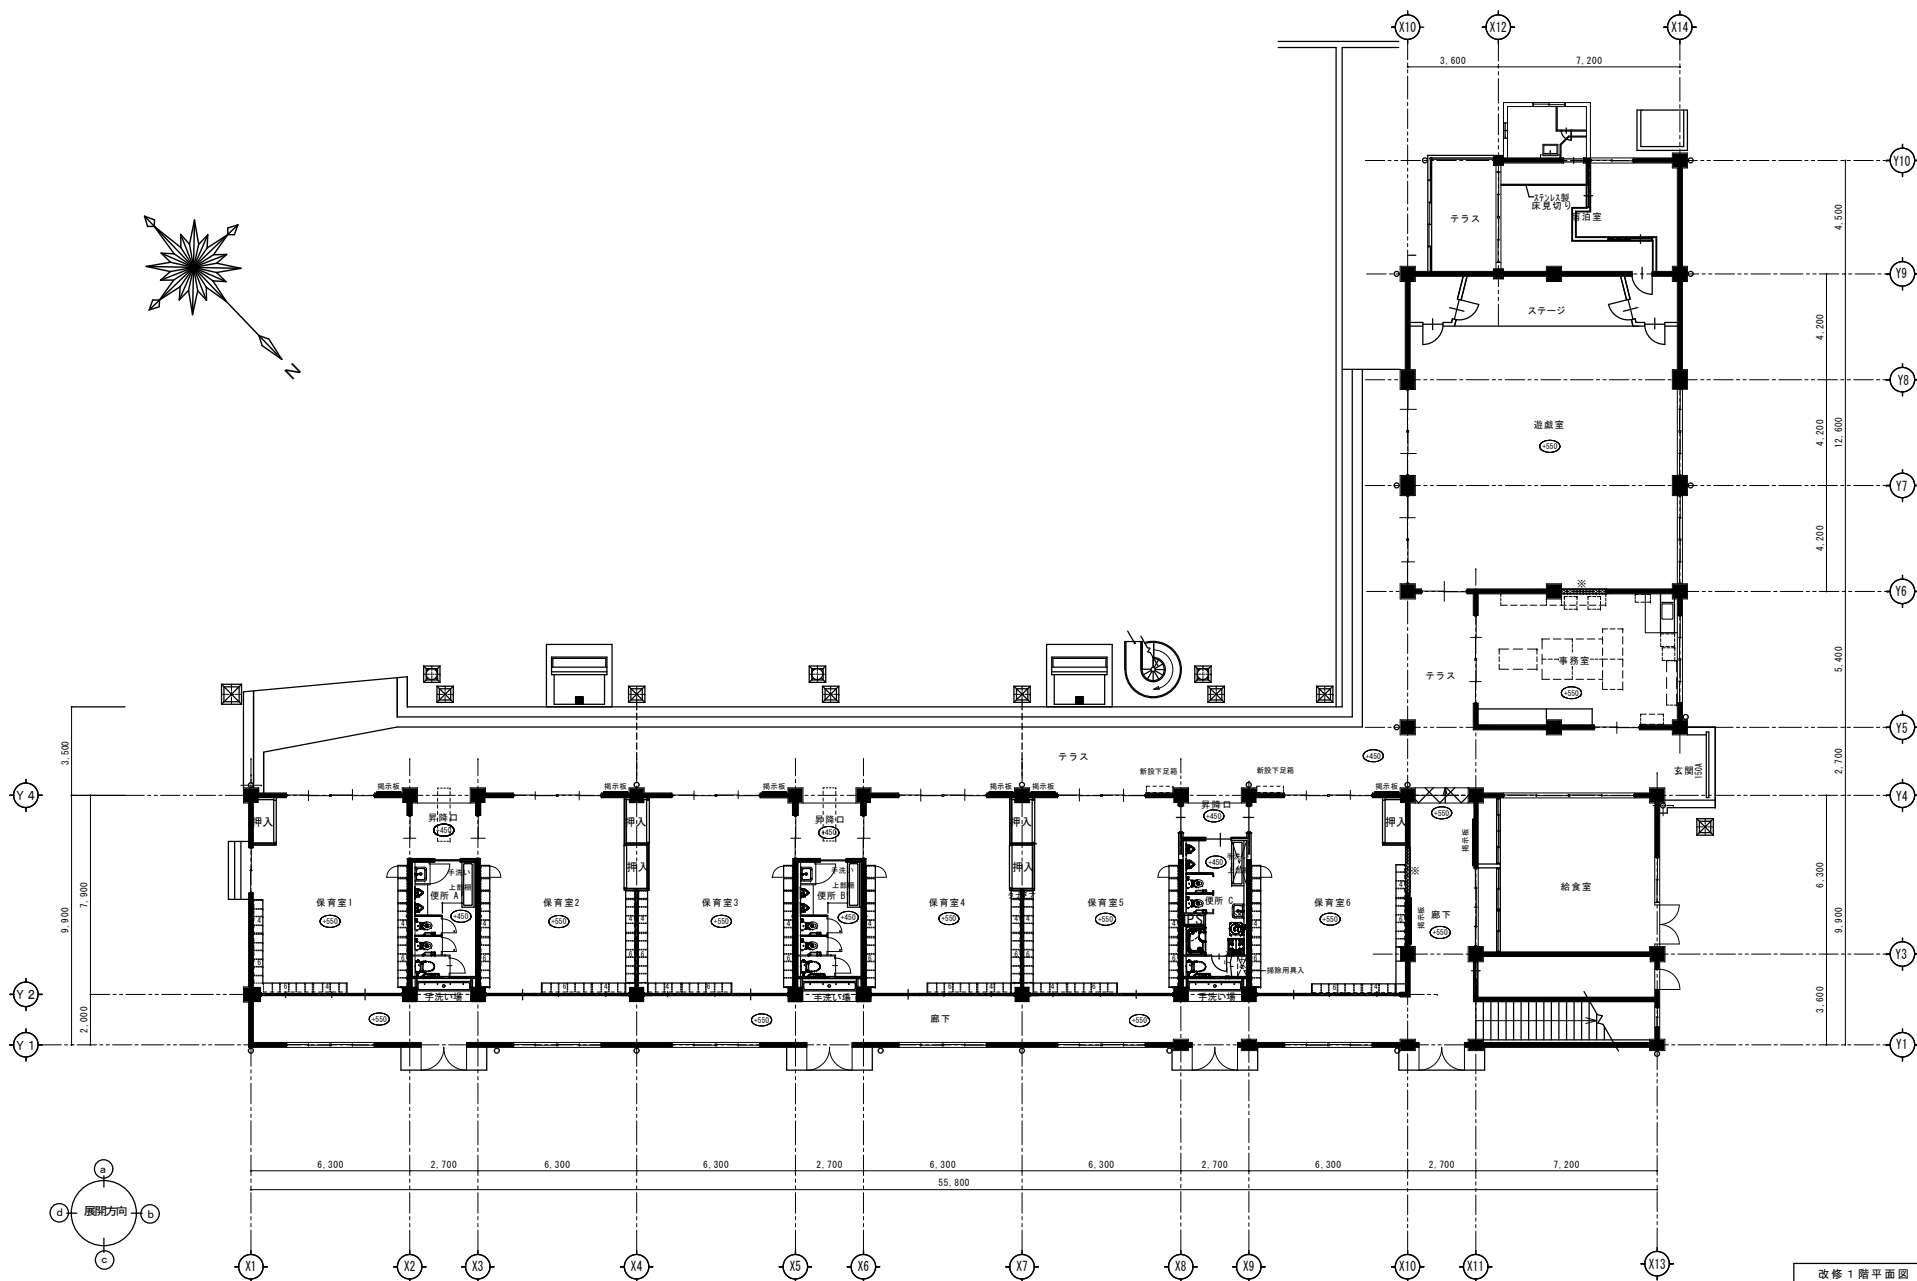 X10
X12
X14
3,600
7,200
Y10
ステンレス製
床見切り
テラス
宿泊室
4,500
Y9
ステージ
4,200
Y8
遊戯室
+550
4,200
12,600
Y7
4,200
Y6
※
事務室
+550
テラス
5,400
Y5
N
3,500
テラス
+450
玄関
150A
2,700
新設下足箱
新設下足箱
掲示板
掲示板
掲示板
掲示板
掲示板
掲示板
Y4
Y4
押入
昇降口
+450
押入
押入
昇降口
+450
押入
押入
昇降口
+450
押入
+550
掲示板
手洗い
上部棚
便所 A
+450
手洗い
上部棚
便所 B
+450
+450
手洗い
便所 C
※
保育室1
+550
保育室2
+550
保育室3
+550
保育室4
+550
保育室5
+550
保育室6
+550
掲示板
廊下
+550
給食室
6,300
9,900
7,900
9,900
Y3
掃除用具入
Y2
手洗い場
手洗い場
手洗い場
2,000
+550
+550
廊下
+550
3,600
Y1
Y1
6,300
2,700
6,300
6,300
2,700
6,300
6,300
2,700
6,300
2,700
7,200
55,800
a
d
展開方向
b
c
X1
X2
X3
X4
X5
X6
X7
X8
X9
X10
X11
X13
改修1階平面図